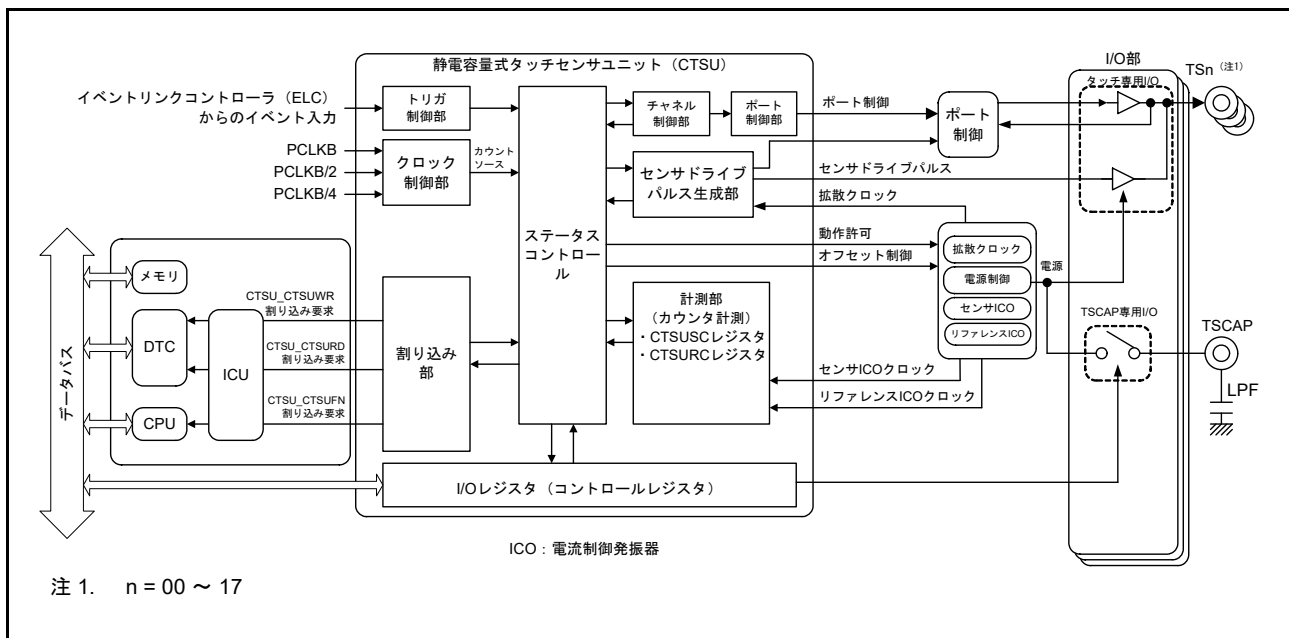 静電容量式タッチセンサユニット（CTSU）
イベントリンクコントローラ（ELC）
からのイベント入力
トリガ
制御部
PCLKB
PCLKB/2
PCLKB/4
クロック
制御部
カウント
ソース
ステータス
コントロー
ル
チャネル
制御部
ポート
制御部
ポート制御
ポート
制御
センサドライブ
パルス生成部
センサドライブパルス
拡散クロック
動作許可
オフセット制御
拡散クロック
電源制御
センサICO
リファレンスICO
電源
I/O部
タッチ専用I/O
TSn（注1）
TSCAP専用I/O
TSCAP
LPF
計測部
（カウンタ計測）
・CTSUSCレジスタ
・CTSURCレジスタ
センサICOクロック
リファレンスICOクロック
データバス
メモリ
DTC
CPU
ICU
CTSU_CTSUWR
割り込み要求
CTSU_CTSURD
割り込み要求
CTSU_CTSUFN
割り込み要求
割り込み
部
I/Oレジスタ（コントロールレジスタ）
ICO：電流制御発振器
注 1. n = 00 ～ 17